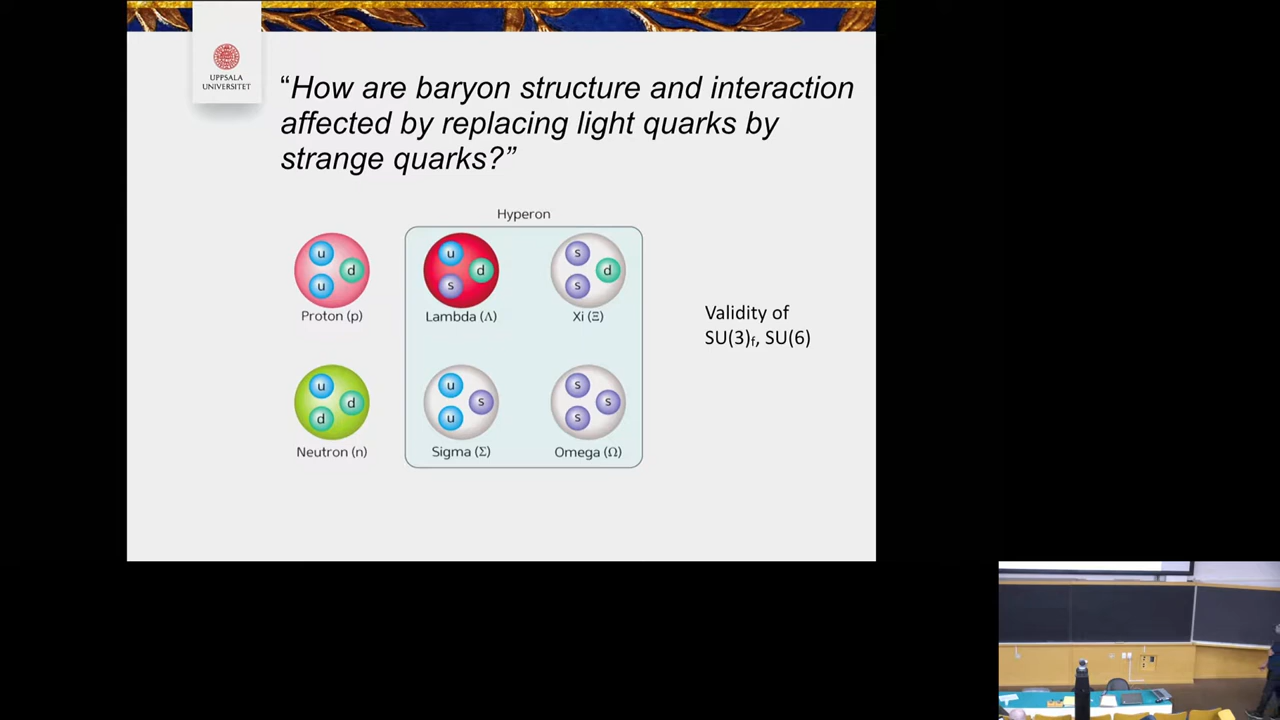 UPPSALA
UNIVERSITET
“How are baryon structure and interaction
affected by replacing light quarks by
strange quarks?”
Hyperon
u
d
u
Proton (p)
u
d
s
Lambda (Λ)
s
d
s
Xi (Ξ)
Validity of
SU(3)f, SU(6)
u
d
d
Neutron (n)
u
s
u
Sigma (Σ)
s
s
s
Omega (Ω)